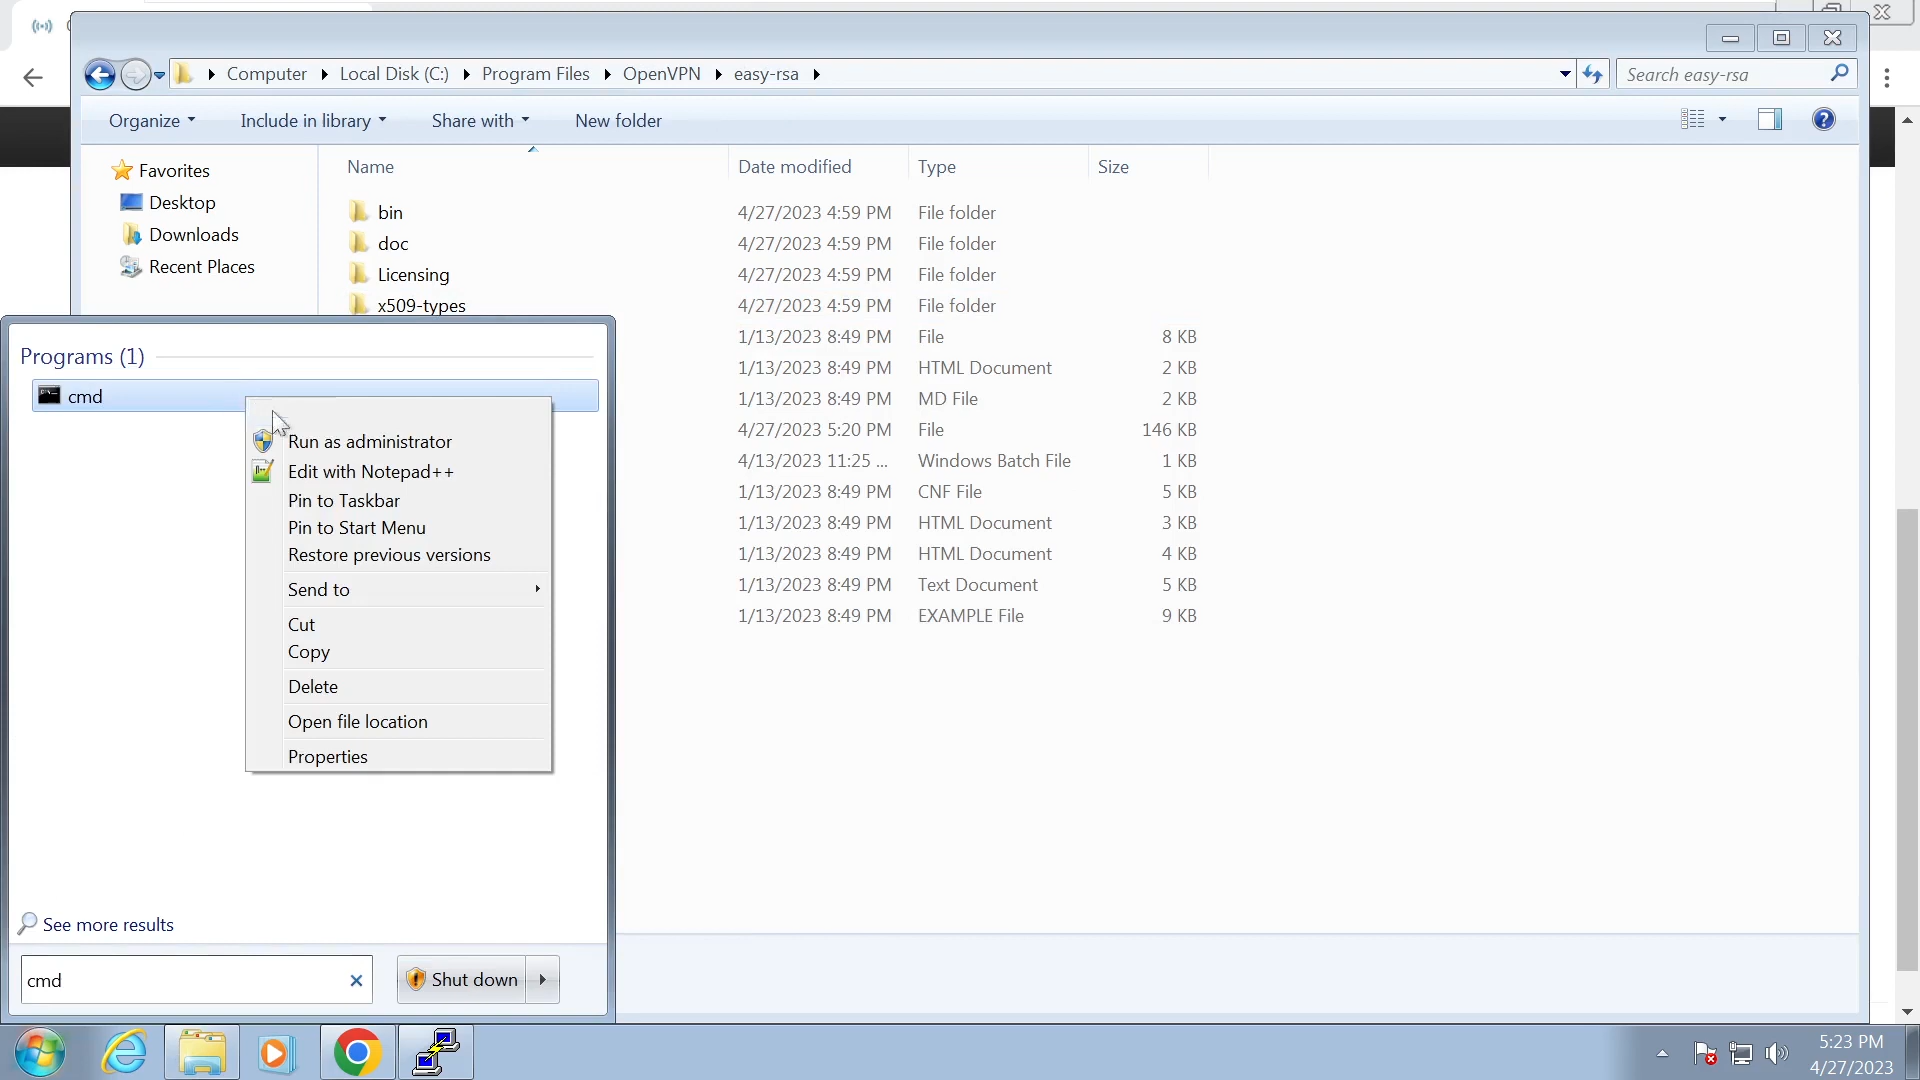 Computer Local Disk (C:) Program Files OpenVPN easy-rsa
Search easy-rsa
Organize Include in library Share with New folder
Favorites
Desktop
Downloads
Recent Places
Name Date modified Type Size
bin 4/27/2023 4:59 PM File folder
doc 4/27/2023 4:59 PM File folder
Licensing 4/27/2023 4:59 PM File folder
x509-types 4/27/2023 4:59 PM File folder
1/13/2023 8:49 PM File 8 KB
1/13/2023 8:49 PM HTML Document 2 KB
1/13/2023 8:49 PM MD File 2 KB
4/27/2023 5:20 PM File 146 KB
4/13/2023 11:25 ... Windows Batch File 1 KB
1/13/2023 8:49 PM CNF File 5 KB
1/13/2023 8:49 PM HTML Document 3 KB
1/13/2023 8:49 PM HTML Document 4 KB
1/13/2023 8:49 PM Text Document 5 KB
1/13/2023 8:49 PM EXAMPLE File 9 KB
Programs (1)
cmd
Run as administrator
Edit with Notepad++
Pin to Taskbar
Pin to Start Menu
Restore previous versions
Send to
Cut
Copy
Delete
Open file location
Properties
See more results
cmd
Shut down
5:23 PM
4/27/2023